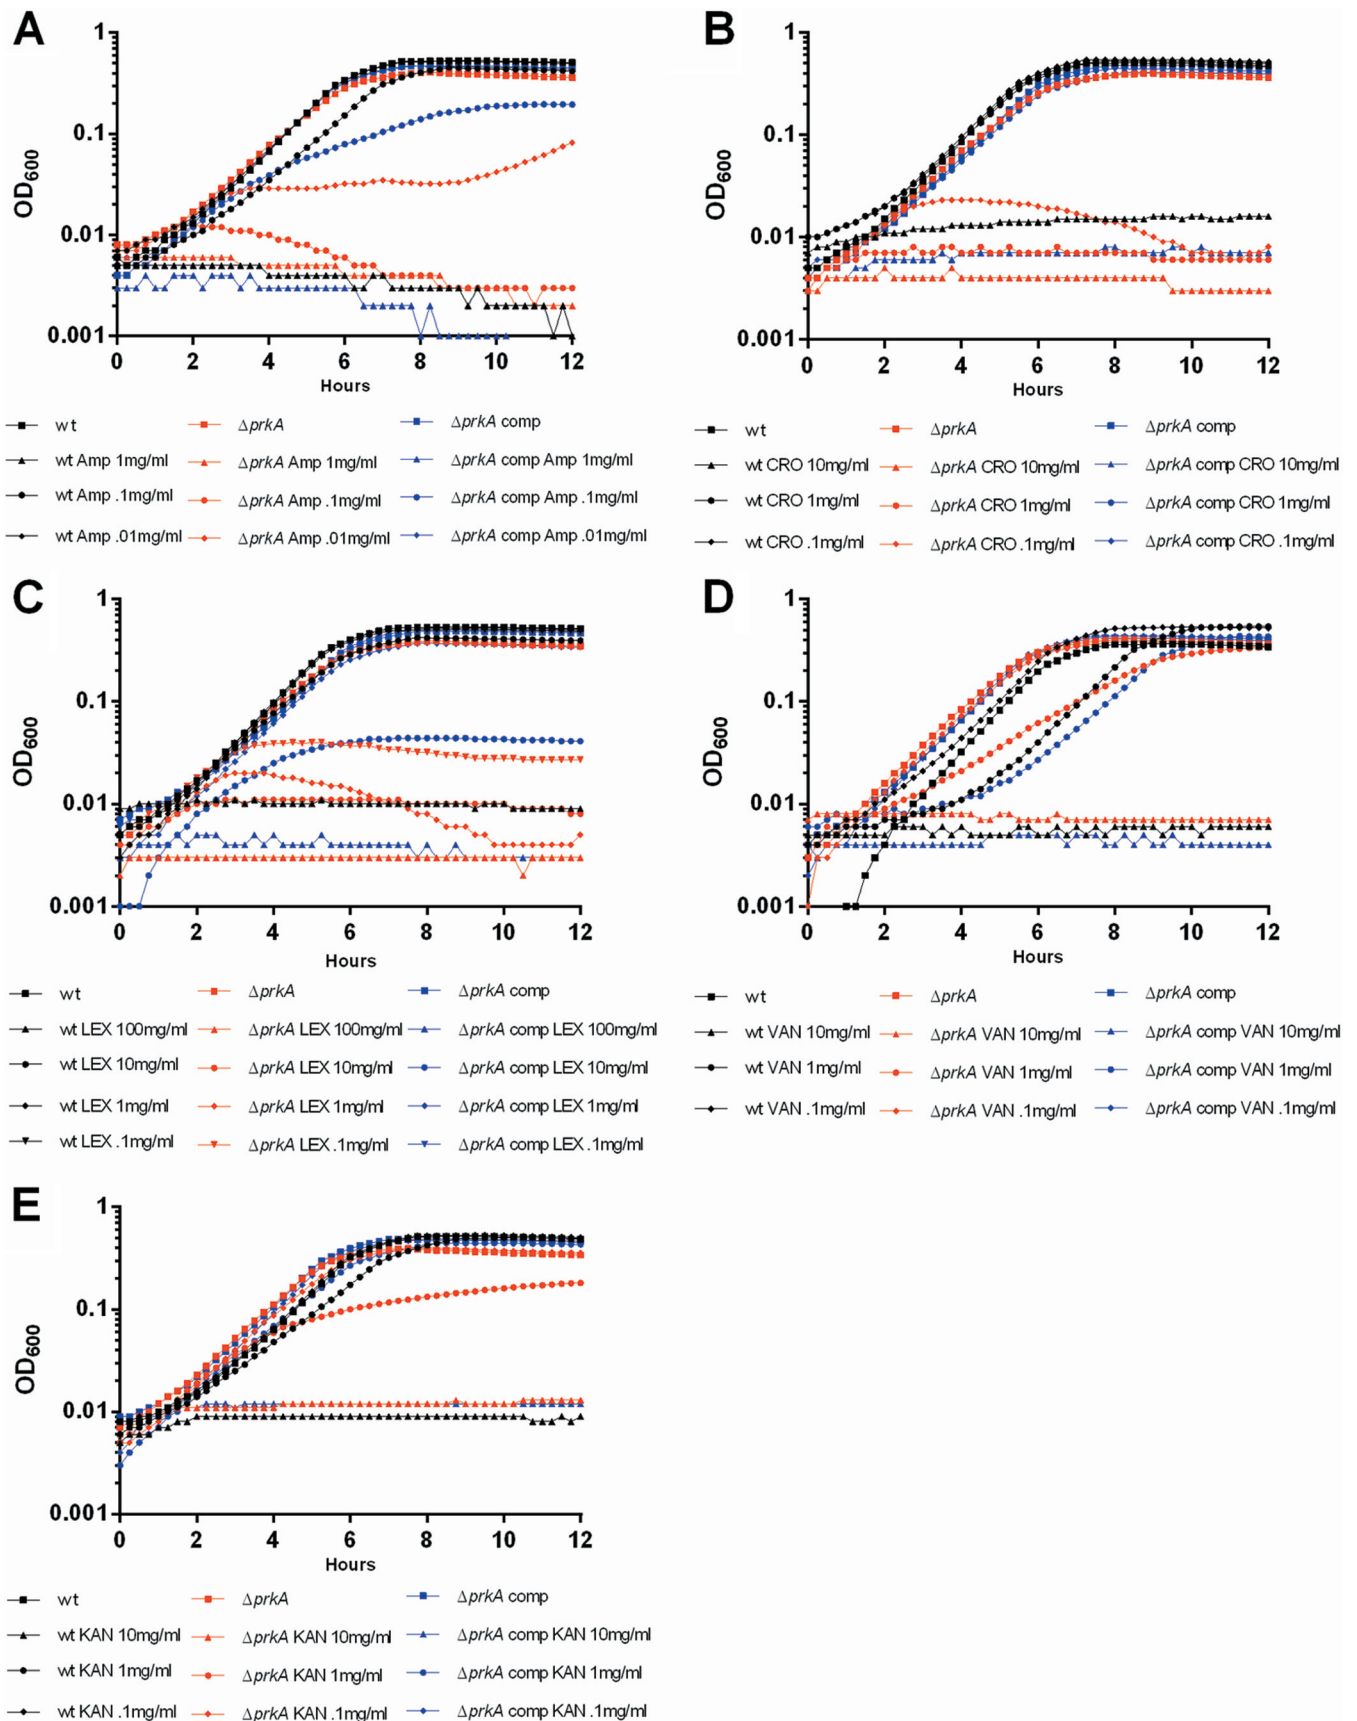 A
1
0.1
0.01
0.001
OD600
0 2 4 6 8 10 12
Hours
wt ΔprkA ΔprkA comp
wt Amp 1mg/ml ΔprkA Amp 1mg/ml ΔprkA comp Amp 1mg/ml
wt Amp .1mg/ml ΔprkA Amp .1mg/ml ΔprkA comp Amp .1mg/ml
wt Amp .01mg/ml ΔprkA Amp .01mg/ml ΔprkA comp Amp .01mg/ml
B
1
0.1
0.01
0.001
OD600
0 2 4 6 8 10 12
Hours
wt ΔprkA ΔprkA comp
wt CRO 10mg/ml ΔprkA CRO 10mg/ml ΔprkA comp CRO 10mg/ml
wt CRO 1mg/ml ΔprkA CRO 1mg/ml ΔprkA comp CRO 1mg/ml
wt CRO .1mg/ml ΔprkA CRO .1mg/ml ΔprkA comp CRO .1mg/ml
C
1
0.1
0.01
0.001
OD600
0 2 4 6 8 10 12
Hours
wt ΔprkA ΔprkA comp
wt LEX 100mg/ml ΔprkA LEX 100mg/ml ΔprkA comp LEX 100mg/ml
wt LEX 10mg/ml ΔprkA LEX 10mg/ml ΔprkA comp LEX 10mg/ml
wt LEX 1mg/ml ΔprkA LEX 1mg/ml ΔprkA comp LEX 1mg/ml
wt LEX .1mg/ml ΔprkA LEX .1mg/ml ΔprkA comp LEX .1mg/ml
D
1
0.1
0.01
0.001
OD600
0 2 4 6 8 10 12
Hours
wt ΔprkA ΔprkA comp
wt VAN 10mg/ml ΔprkA VAN 10mg/ml ΔprkA comp VAN 10mg/ml
wt VAN 1mg/ml ΔprkA VAN 1mg/ml ΔprkA comp VAN 1mg/ml
wt VAN .1mg/ml ΔprkA VAN .1mg/ml ΔprkA comp VAN .1mg/ml
E
1
0.1
0.01
0.001
OD600
0 2 4 6 8 10 12
Hours
wt ΔprkA ΔprkA comp
wt KAN 10mg/ml ΔprkA KAN 10mg/ml ΔprkA comp KAN 10mg/ml
wt KAN 1mg/ml ΔprkA KAN 1mg/ml ΔprkA comp KAN 1mg/ml
wt KAN .1mg/ml ΔprkA KAN .1mg/ml ΔprkA comp KAN .1mg/ml